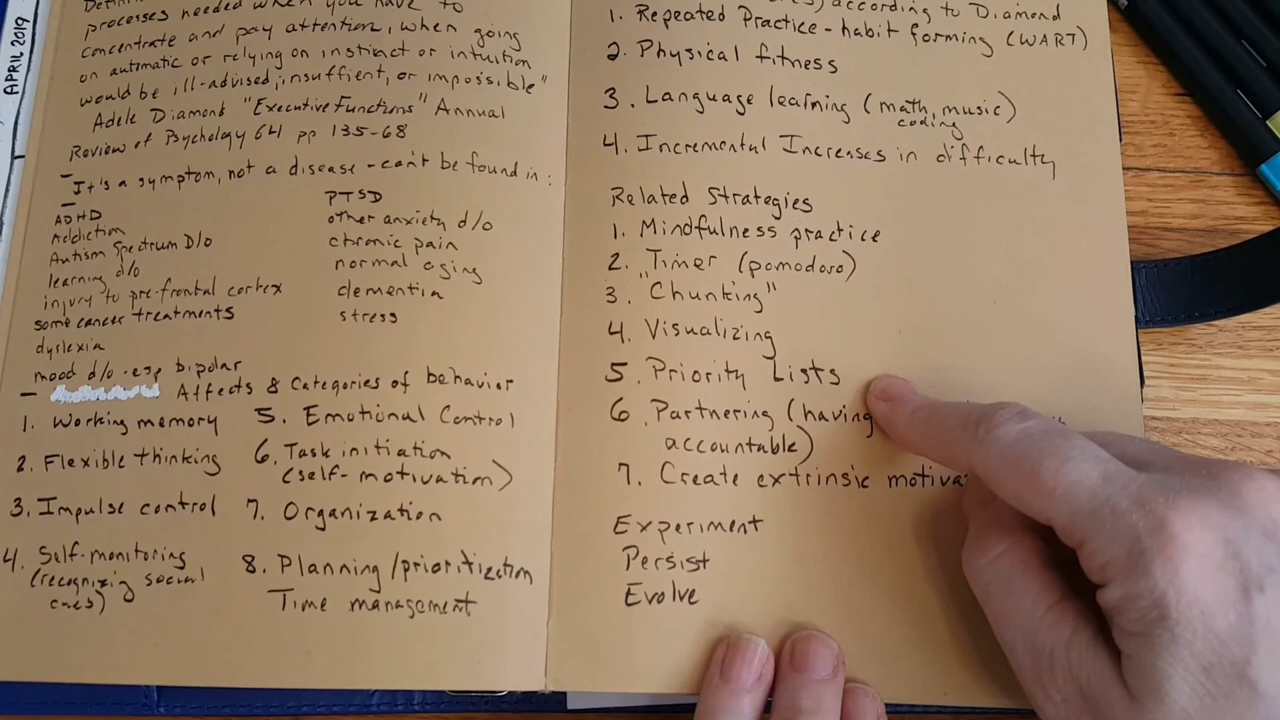 APRIL 2019
processes needed when you have to
concentrate and pay attention, when going
on automatic or relying on instinct or intuition
would be ill-advised, insufficient, or impossible"
Adele Diamond "Executive Functions" Annual
Review of Psychology 64 pp 135-68
- It's a symptom, not a disease - can't be found in:
-
ADHD
Addiction
Autism Spectrum D/o
learning d/o
injury to pre-frontal cortex
some cancer treatments
dyslexia
mood d/o - esp bipolar
PTSD
other anxiety d/o
chronic pain
normal aging
dementia
stress
- Affects 8 Categories of behavior
1. Working memory
2. Flexible thinking
3. Impulse control
4. Self-monitoring
(recognizing social
cues)
5. Emotional Control
6. Task initiation
(self-motivation)
7. Organization
8. Planning/prioritization
Time management
according to Diamond
1. Repeated Practice - habit forming (WART)
2. Physical fitness
3. Language learning (math, music)
coding
4. Incremental Increases in difficulty
Related Strategies
1. Mindfulness practice
2. Timer (pomodoro)
3. "Chunking"
4. Visualizing
5. Priority Lists
6. Partnering (having
accountable)
7. Create extrinsic
Experiment
Persist
Evolve